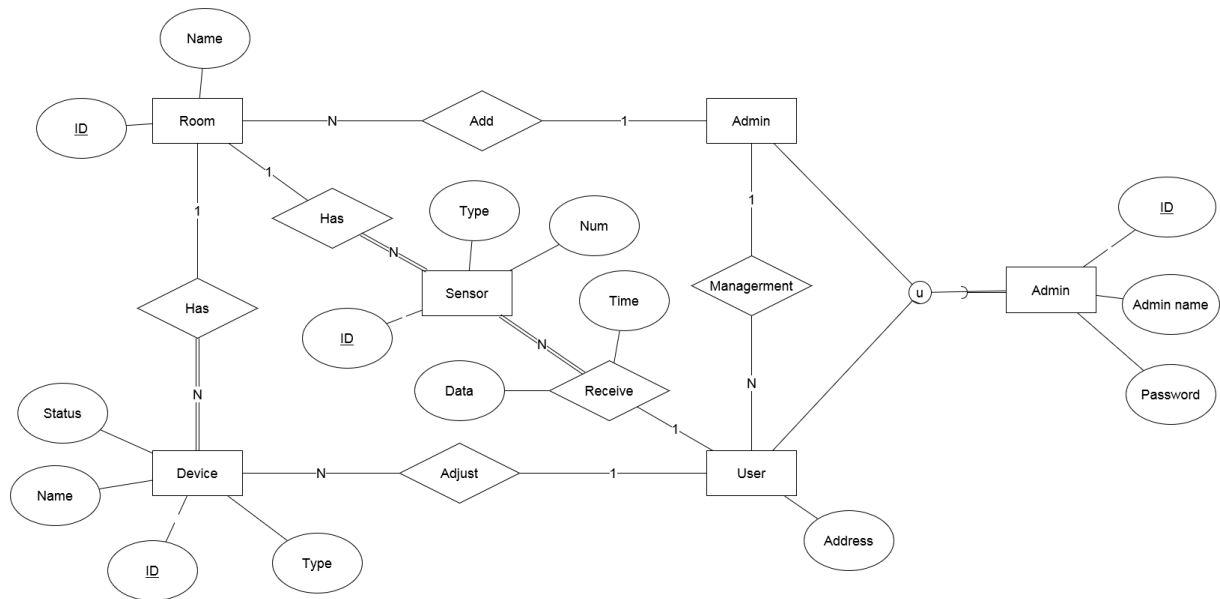 Name
ID
Room
N
Add
1
Admin
1
1
Has
Type
Num
N
1
ID
Sensor
Has
Managerment
u
Admin
Time
Admin name
ID
N
Receive
Data
N
N
Password
Status
1
Device
N
Adjust
1
User
Name
Address
ID
Type